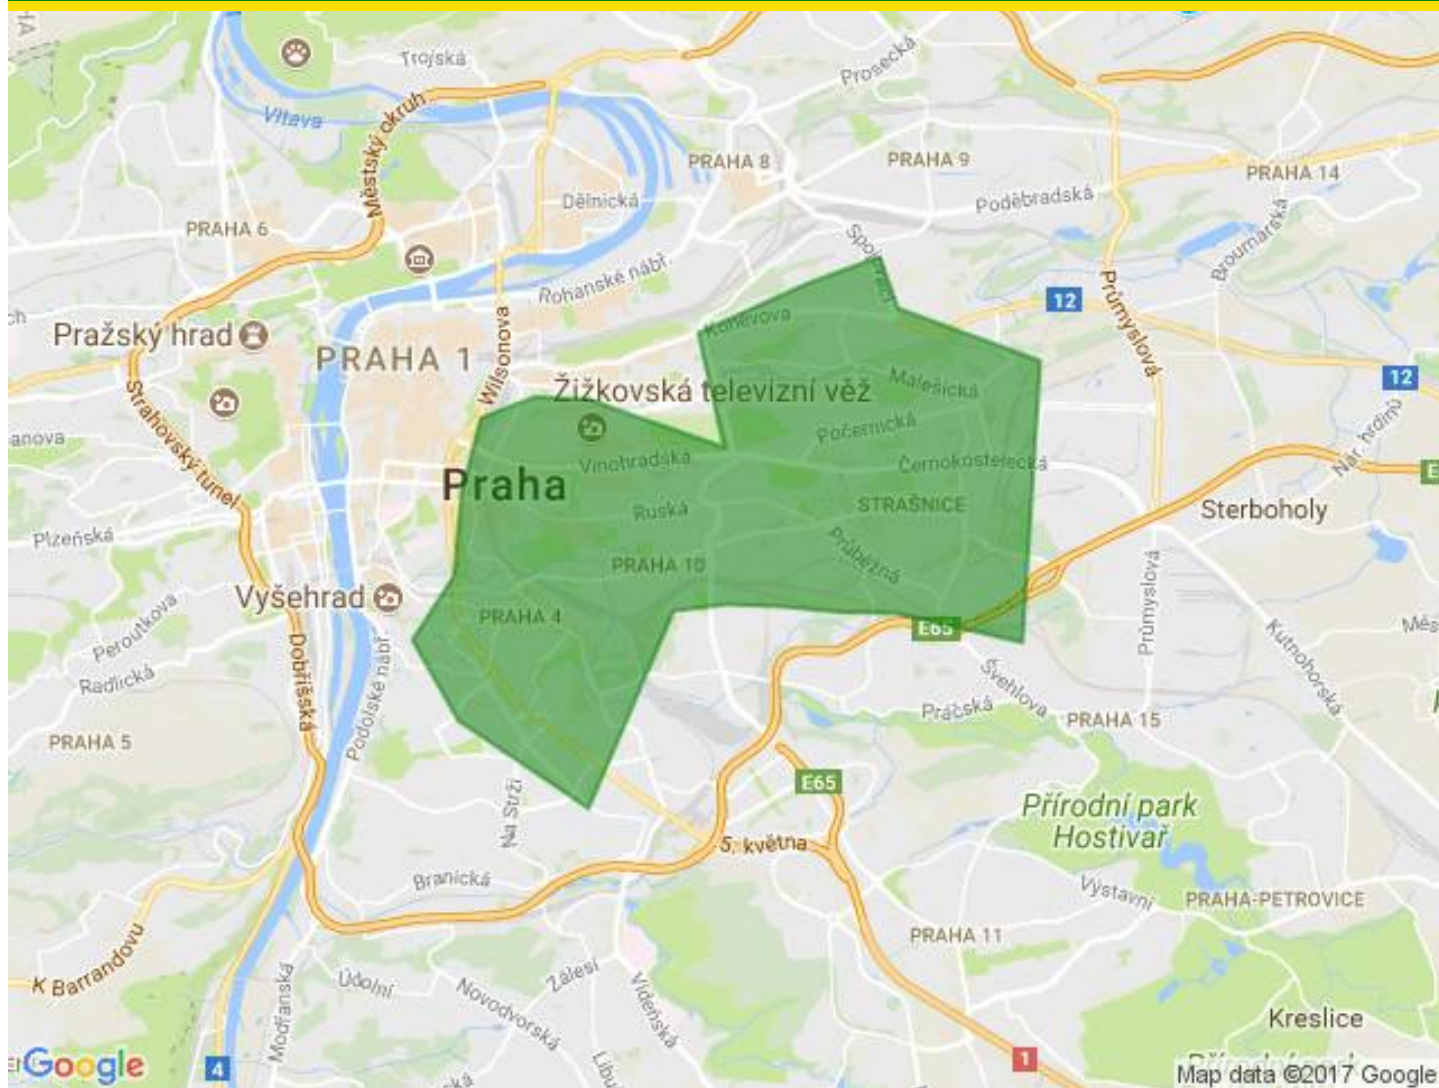 Trojská
Prosecká
Vltava
Městský okruh
PRAHA 8
PRAHA 9
PRAHA 14
Dělnická
Poděbradská
PRAHA 6
Broumarská
Rohanské nábř.
Průmyslová
12
Pražský hrad
Koněvova
PRAHA 1
Wilsonova
Malešická
12
Žižkovská televizní věž
Strahovský tunel
Počernická
Nár. hrdinů
Vinohradská
Černokostelecká
Praha
E
STRAŠNICE
Sterboholy
Ruská
Plzeňská
Průběžná
PRAHA 10
Průmyslová
Vyšehrad
PRAHA 4
E65
Peroutkova
Kutnohorská
Radlická
Dobříšská
Podolské nábř.
Švehlova
Práčská
PRAHA 15
PRAHA 5
E65
Na Strži
Přírodní park
Hostivař
5. května
Branická
Výstavní
PRAHA-PETROVICE
PRAHA 11
K Barrandovu
Údolní
Zálesí
Novodvorská
Vídeňská
Modřanská
Kreslice
Google
4
1
Map data ©2017 Google